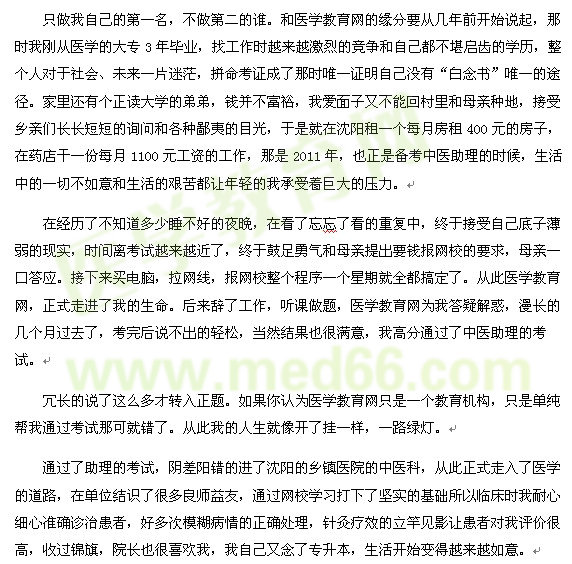 只做我自己的第一名，不做第二的谁。和医学教育网的缘分要从几年前开始说起，那
时我刚从医学的大专 3 年毕业，找工作时越来越激烈的竞争和自己都不堪启齿的学历，整
个人对于社会、未来一片迷茫，拼命考证成了那时唯一证明自己没有“白念书”唯一的途
径。家里还有个正读大学的弟弟，钱并不富裕，我爱面子又不能回村里和母亲种地，接受
乡亲们长长短短的询问和各种鄙夷的目光，于是就在沈阳租一个每月房租 400 元的房子，
在药店干一份每月 1100 元工资的工作，那是 2011 年，也正是备考中医助理的时候，生活
中的一切不如意和生活的艰苦都让年轻的我承受着巨大的压力。
在经历了不知道多少睡不好的夜晚，在看了忘忘了看的重复中，终于接受自己底子薄
弱的现实，时间离考试越来越近了，终于鼓足勇气和母亲提出要钱报网校的要求，母亲一
口答应。接下来买电脑，拉网线，报网校整个程序一个星期就全都搞定了。从此医学教育
网，正式走进了我的生命。后来辞了工作，听课做题，医学教育网为我答疑解惑，漫长的
几个月过去了，考完后说不出的轻松，当然结果也很满意，我高分通过了中医助理的考
试。
冗长的说了这么多才转入正题。如果你认为医学教育网只是一个教育机构，只是单纯
帮我通过考试那可就错了。从此我的人生就像开了挂一样，一路绿灯。
通过了助理的考试，阴差阳错的进了沈阳的乡镇医院的中医科，从此正式走入了医学
的道路，在单位结识了很多良师益友，通过网校学习打下了坚实的基础所以临床时我耐心
细心准确诊治患者，好多次模糊病情的正确处理，针灸疗效的立竿见影让患者对我评价很
高，收过锦旗，院长也很喜欢我，我自己又念了专升本，生活开始变得越来越如意。
医学教育网
www.med66.com